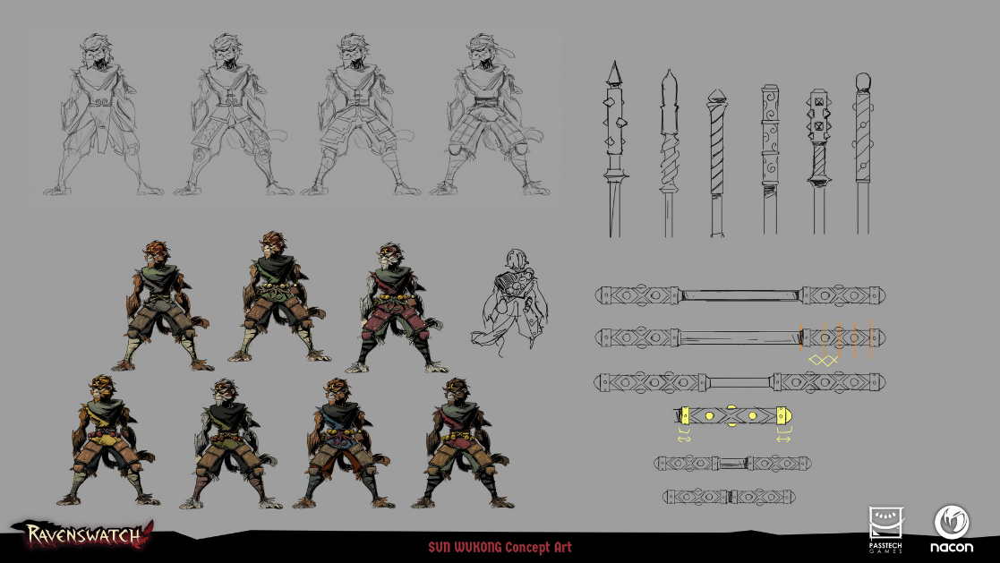 RAVENSWATCH
SUN WUKONG Concept Art
PASSTECH
GAMES
nacon